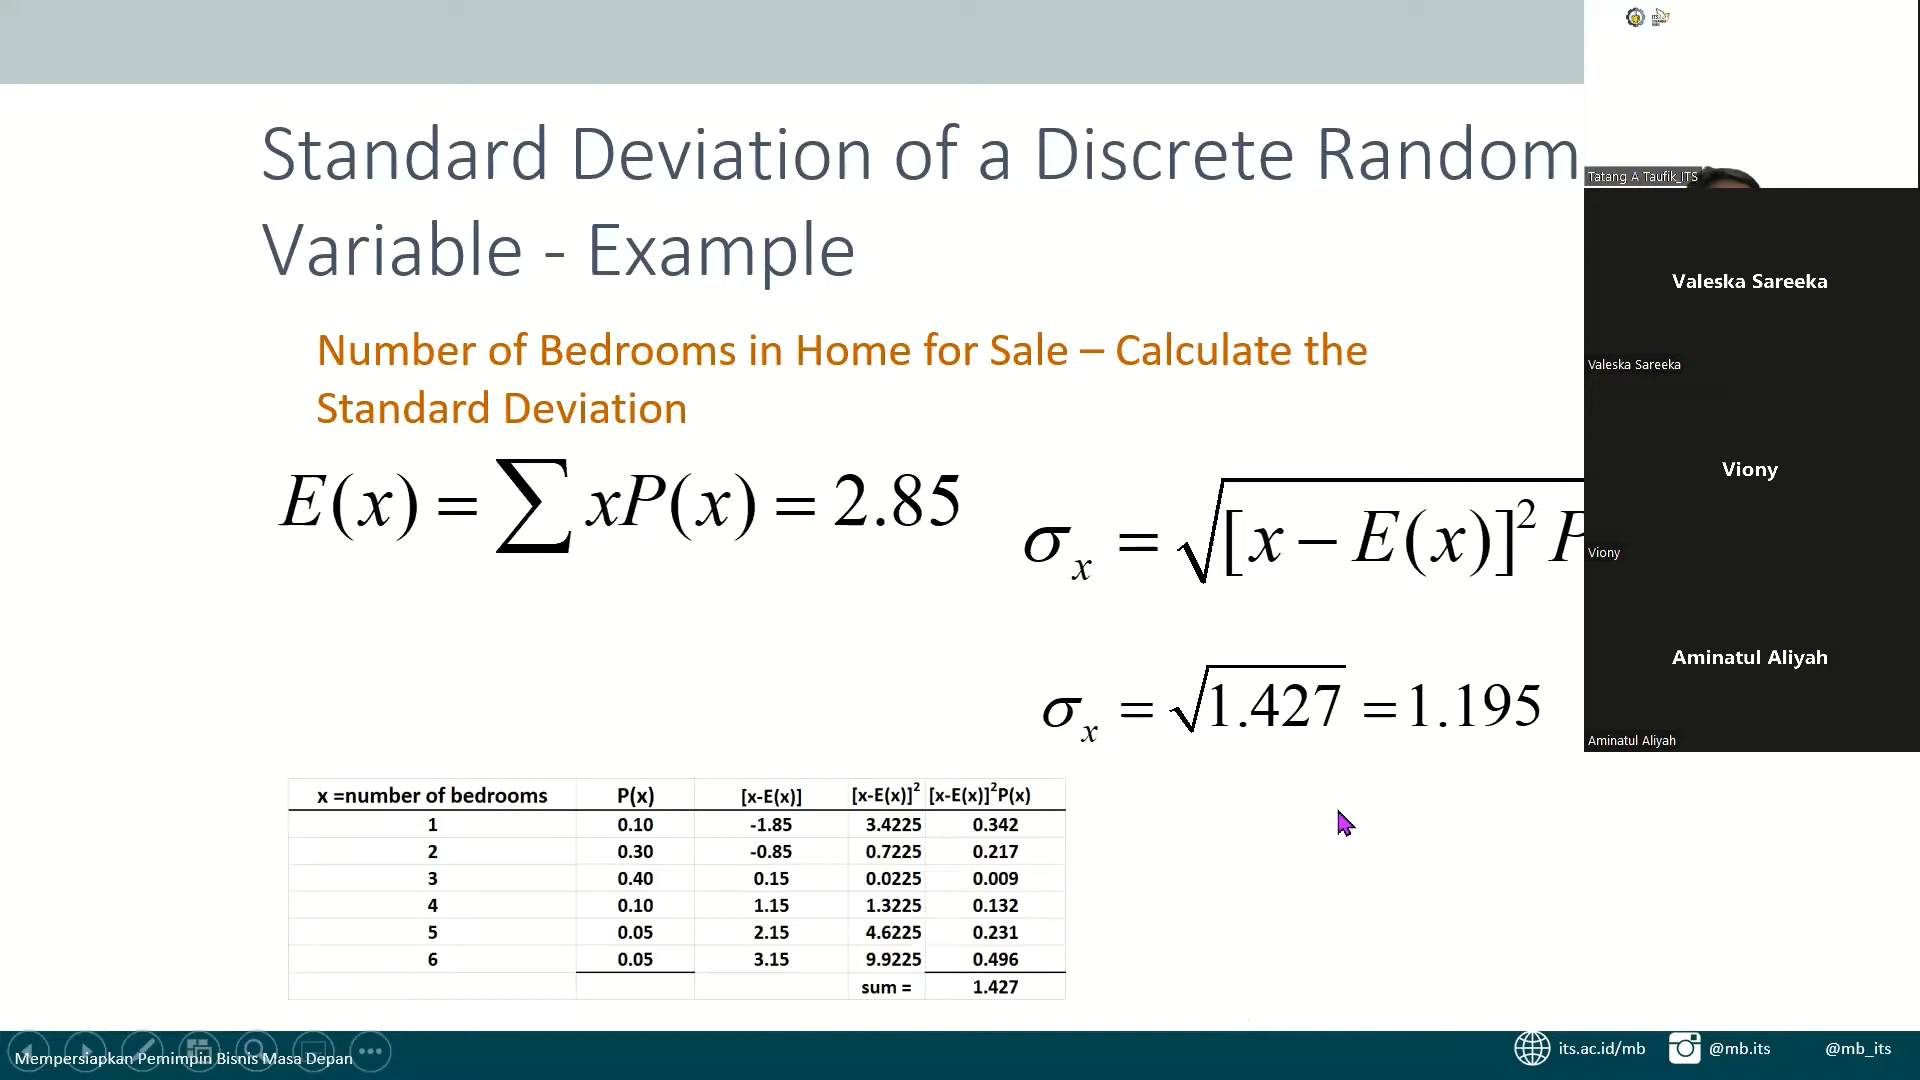 Standard Deviation of a Discrete Random
Variable - Example
Number of Bedrooms in Home for Sale – Calculate the
Standard Deviation
E(x) = ∑ xP(x) = 2.85
σx = √[x − E(x)]² P
σx = √1.427 = 1.195
x =number of bedrooms P(x) [x-E(x)] [x-E(x)]² [x-E(x)]²P(x)
1 0.10 -1.85 3.4225 0.342
2 0.30 -0.85 0.7225 0.217
3 0.40 0.15 0.0225 0.009
4 0.10 1.15 1.3225 0.132
5 0.05 2.15 4.6225 0.231
6 0.05 3.15 9.9225 0.496
sum = 1.427
Tatang A Taufik_ITS
Valeska Sareeka
Valeska Sareeka
Viony
Viony
Aminatul Aliyah
Aminatul Aliyah
Mempersiapkan Pemimpin Bisnis Masa Depan
its.ac.id/mb
@mb.its
@mb_its